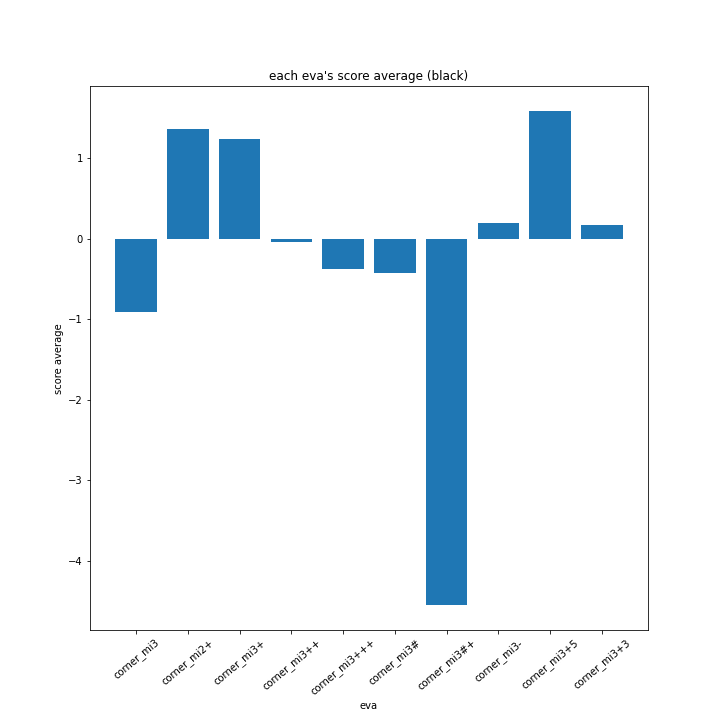 each eva's score average (black)
1
0
−1
−2
−3
−4
score average
corner_mi3
corner_mi2+
corner_mi3+
corner_mi3++
corner_mi3+++
corner_mi3#
corner_mi3#+
corner_mi3-
corner_mi3+5
corner_mi3+3
eva